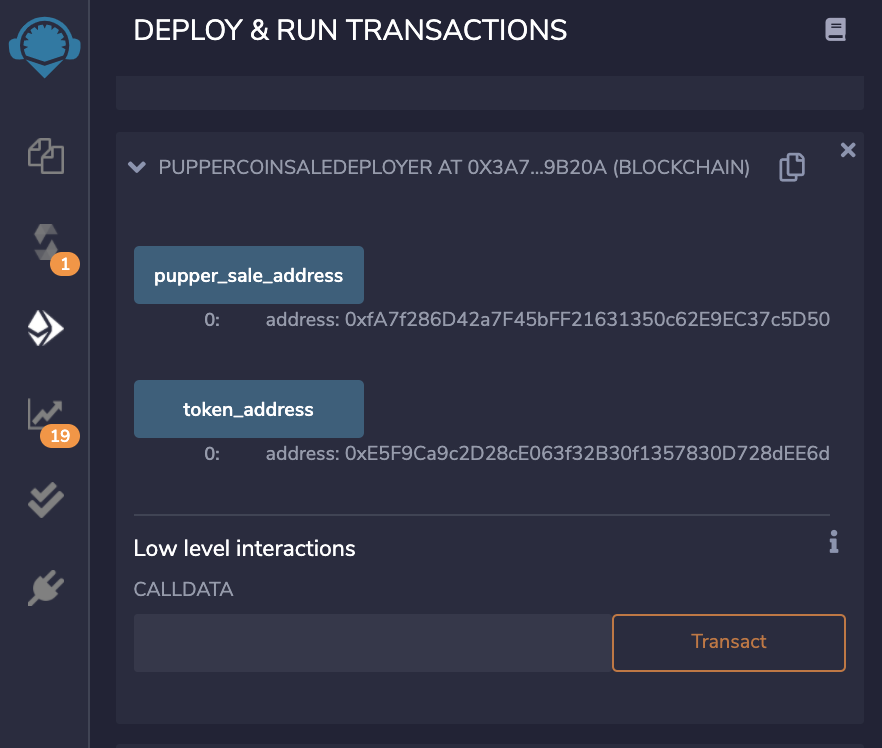 DEPLOY & RUN TRANSACTIONS
PUPPERCOINSALEDEPLOYER AT 0X3A7...9B20A (BLOCKCHAIN)
pupper_sale_address
1
0: address: 0xfA7f286D42a7F45bFF21631350c62E9EC37c5D50
token_address
19
0: address: 0xE5F9Ca9c2D28cE063f32B30f1357830D728dEE6d
Low level interactions
CALLDATA
Transact